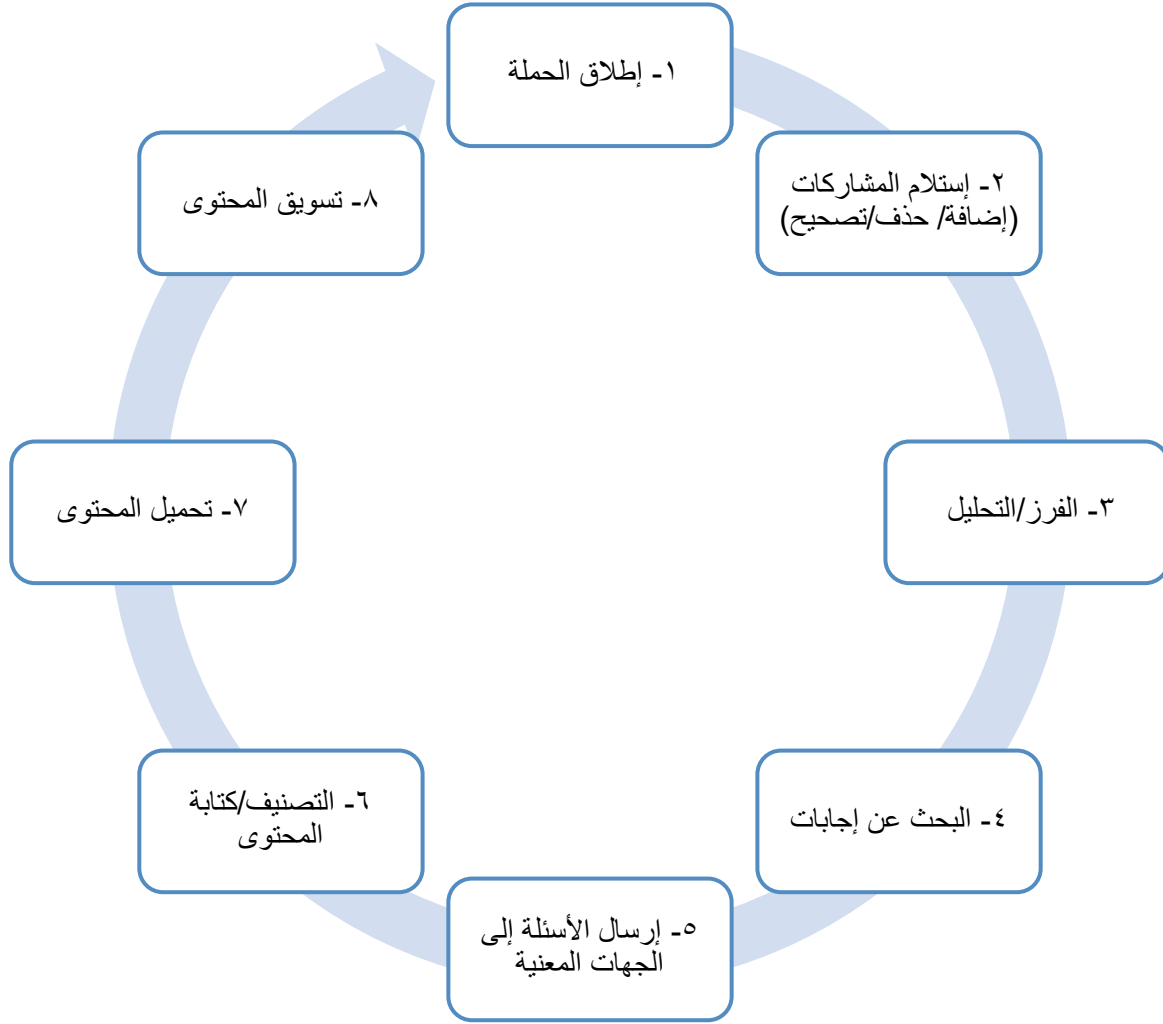 ١- إطلاق الحملة
٢- إستلام المشاركات
(إضافة/ حذف/تصحيح)
٣- الفرز/التحليل
٤- البحث عن إجابات
٥- إرسال الأسئلة إلى
الجهات المعنية
٦- التصنيف/كتابة
المحتوى
٧- تحميل المحتوى
٨- تسويق المحتوى